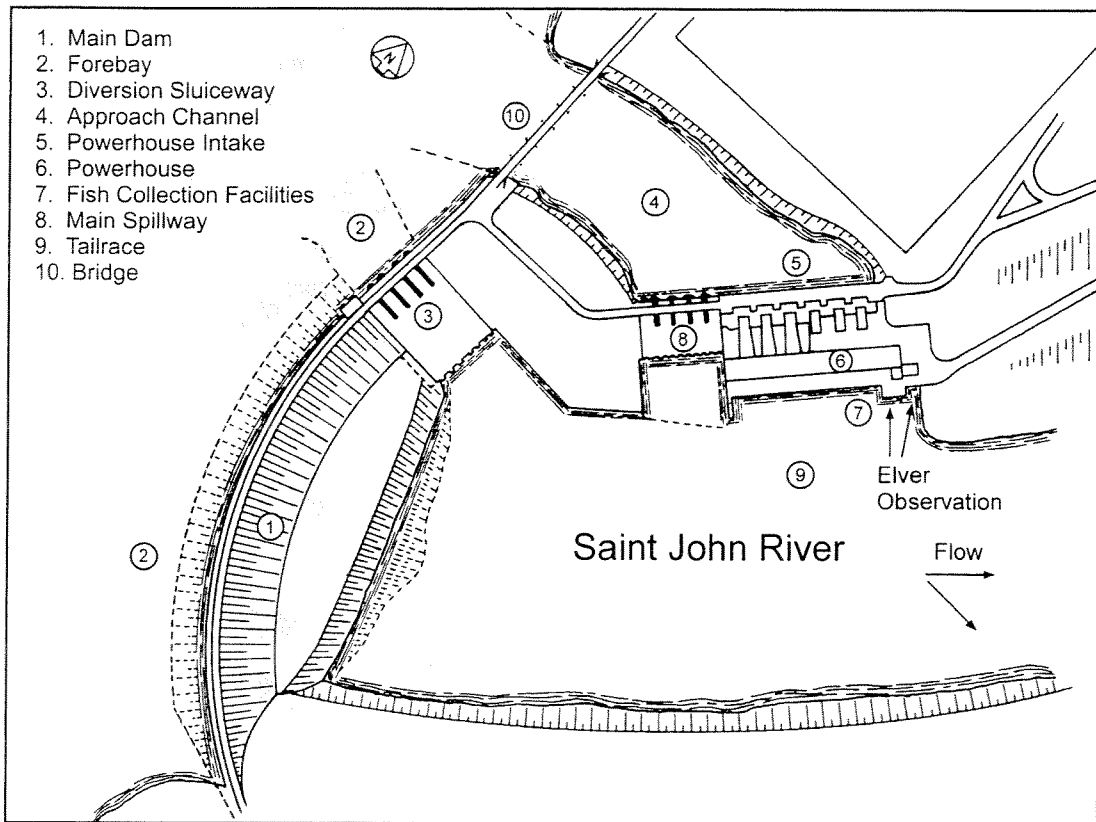 1. Main Dam
2. Forebay
3. Diversion Sluiceway
4. Approach Channel
5. Powerhouse Intake
6. Powerhouse
7. Fish Collection Facilities
8. Main Spillway
9. Tailrace
10. Bridge
N
10
4
2
5
3
8
6
7
9
Elver
Observation
1
2
Saint John River
Flow